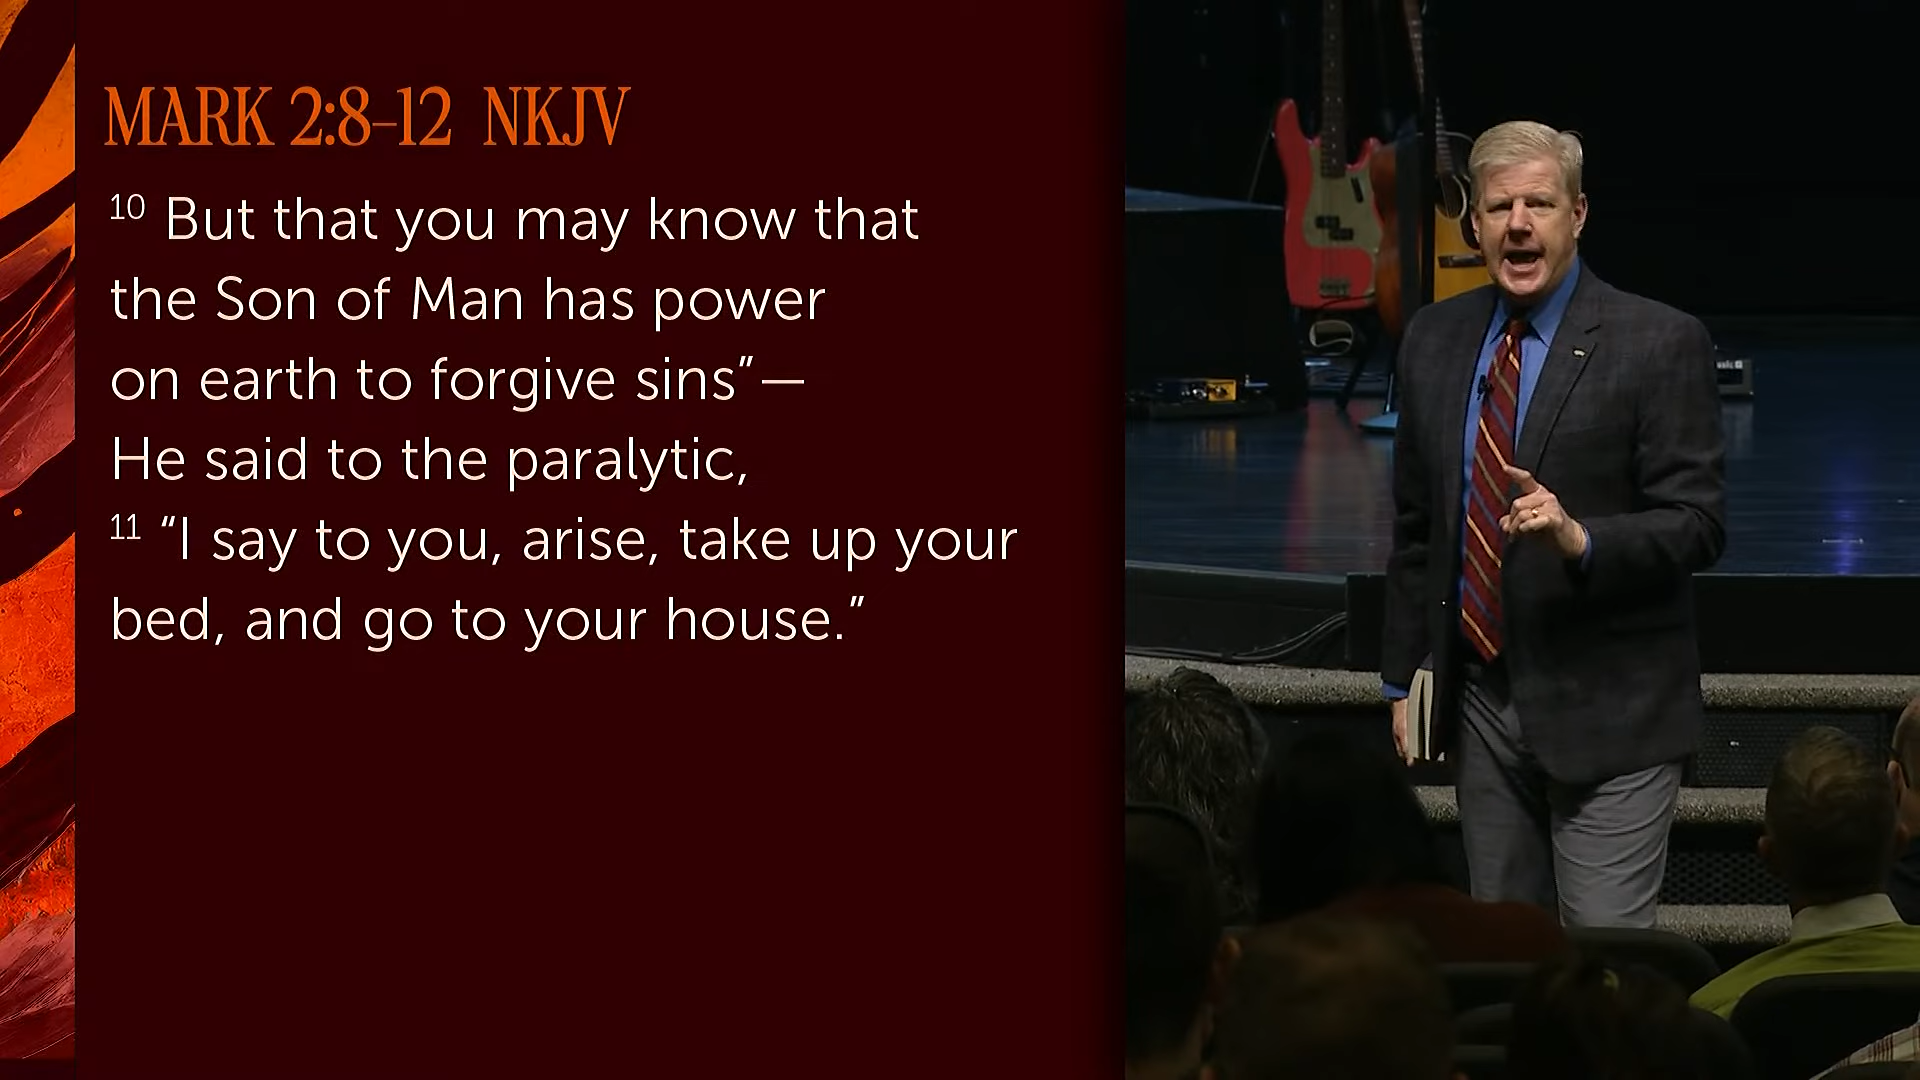 MARK 2:8–12 NKJV
10 But that you may know that
the Son of Man has power
on earth to forgive sins”—
He said to the paralytic,
11 “I say to you, arise, take up your
bed, and go to your house.”